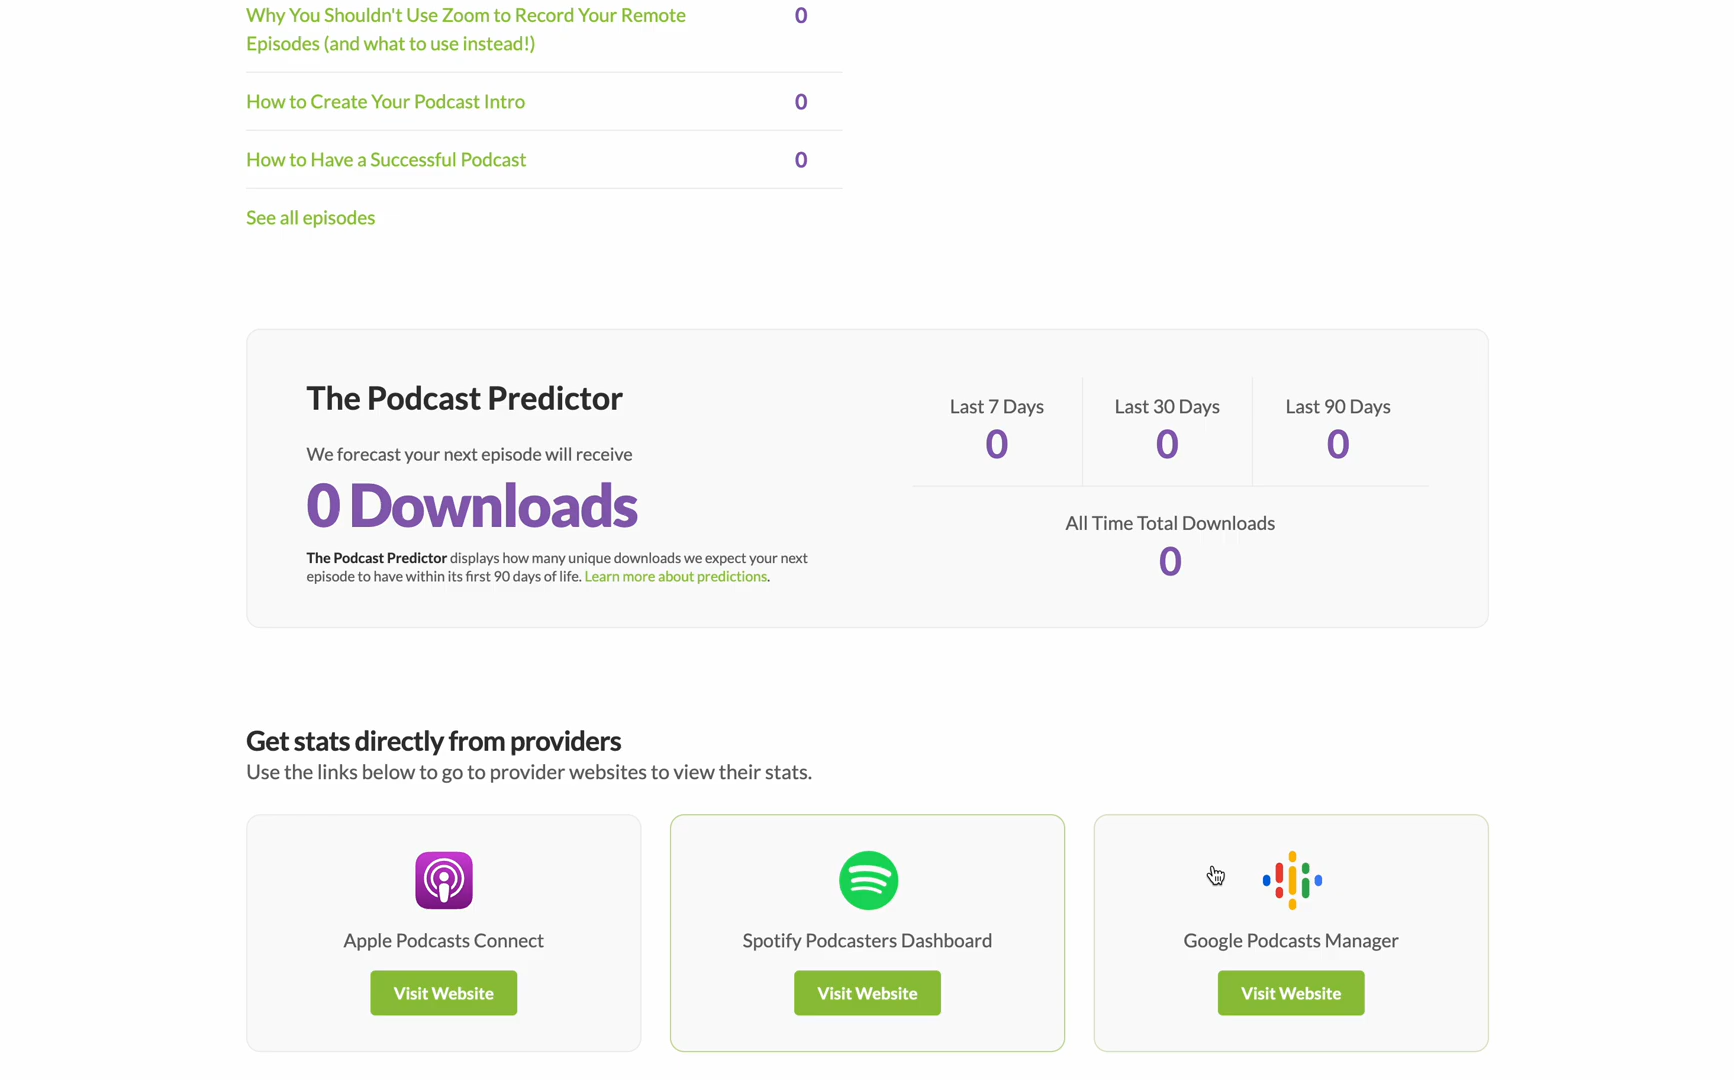 Why You Shouldn't Use Zoom to Record Your Remote
Episodes (and what to use instead!)
0
How to Create Your Podcast Intro
0
How to Have a Successful Podcast
0
See all episodes
The Podcast Predictor
We forecast your next episode will receive
0 Downloads
The Podcast Predictor displays how many unique downloads we expect your next
episode to have within its first 90 days of life. Learn more about predictions.
Last 7 Days
0
Last 30 Days
0
Last 90 Days
0
All Time Total Downloads
0
Get stats directly from providers
Use the links below to go to provider websites to view their stats.
Apple Podcasts Connect
Visit Website
Spotify Podcasters Dashboard
Visit Website
Google Podcasts Manager
Visit Website